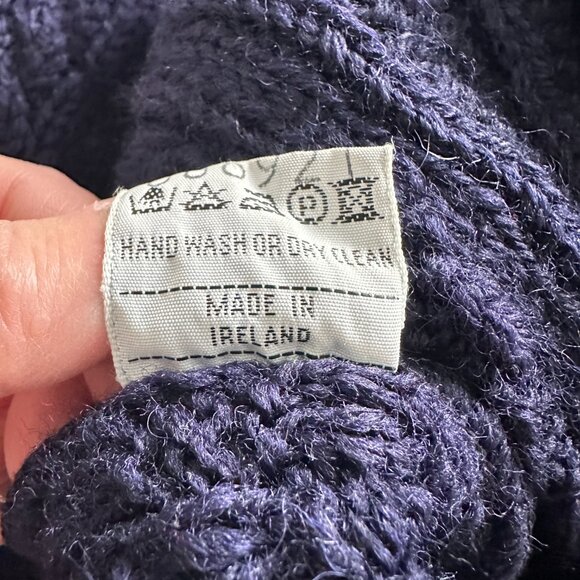 P
HAND WASH OR DRY CLEAN
MADE IN
IRELAND